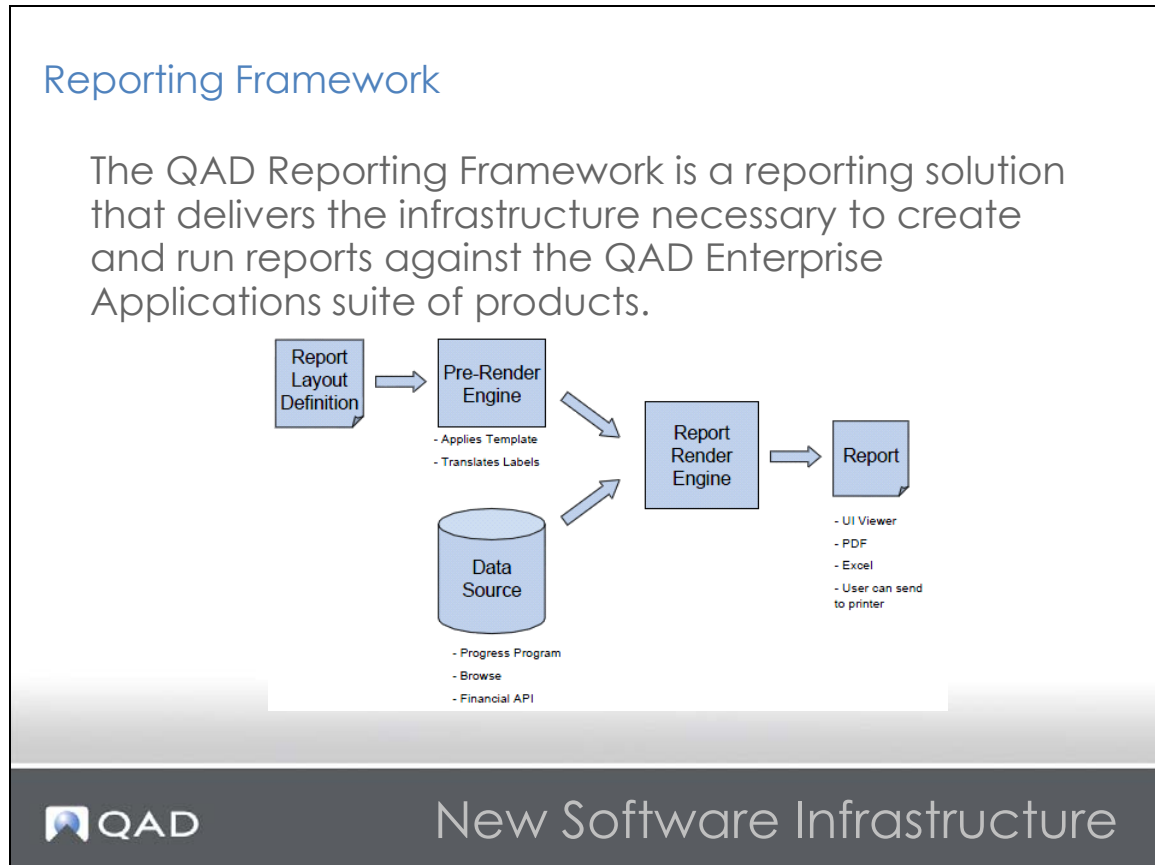 Reporting Framework
The QAD Reporting Framework is a reporting solution
that delivers the infrastructure necessary to create
and run reports against the QAD Enterprise
Applications suite of products.
Report
Layout
Definition
Pre-Render
Engine
- Applies Template
- Translates Labels
Data
Source
- Progress Program
- Browse
- Financial API
Report
Render
Engine
Report
- UI Viewer
- PDF
- Excel
- User can send
to printer
QAD
New Software Infrastructure